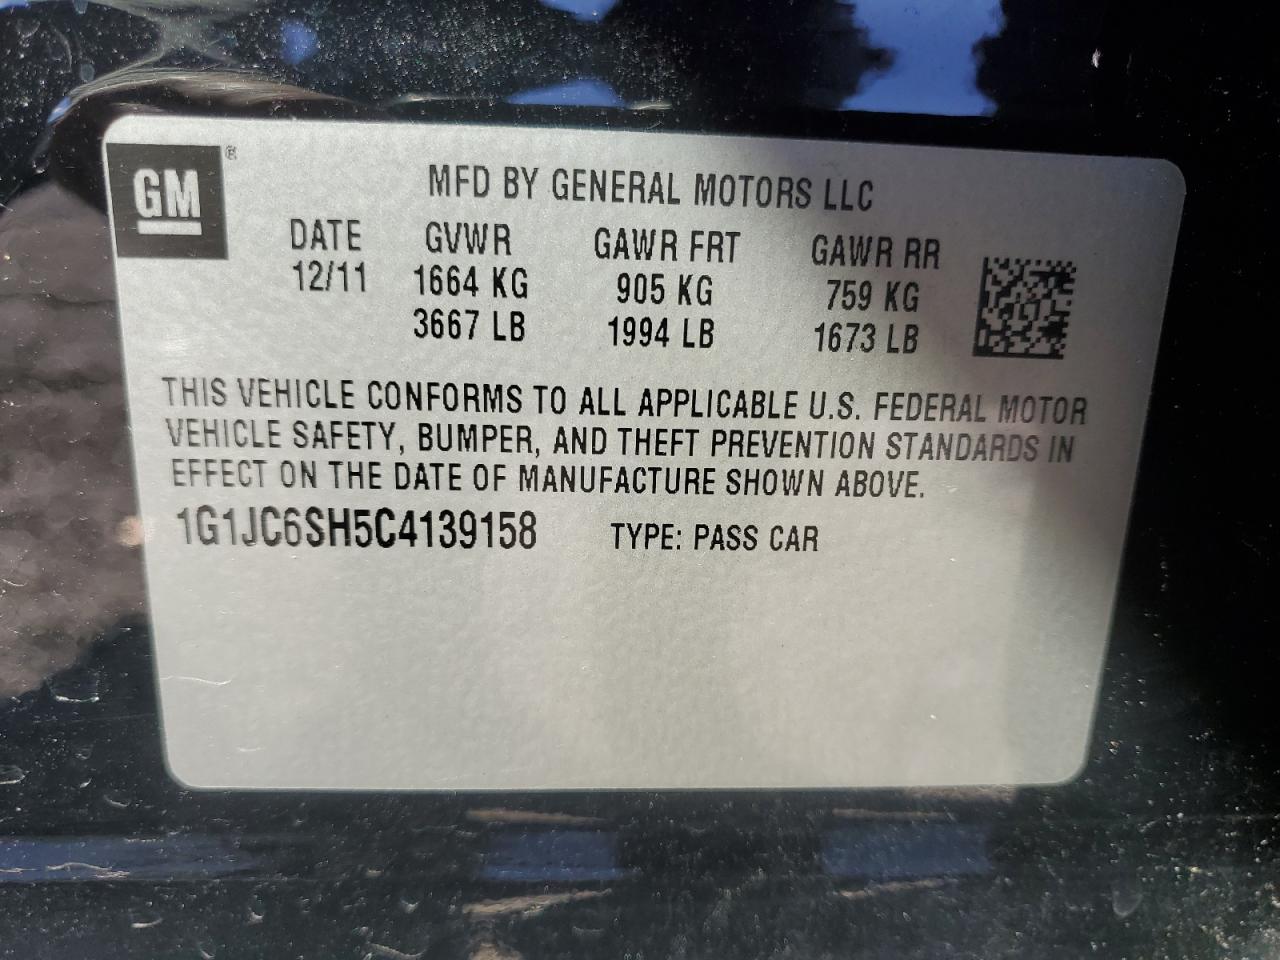 GM ®
MFD BY GENERAL MOTORS LLC
DATE GVWR GAWR FRT GAWR RR
12/11 1664 KG 905 KG 759 KG
3667 LB 1994 LB 1673 LB
THIS VEHICLE CONFORMS TO ALL APPLICABLE U.S. FEDERAL MOTOR
VEHICLE SAFETY, BUMPER, AND THEFT PREVENTION STANDARDS IN
EFFECT ON THE DATE OF MANUFACTURE SHOWN ABOVE.
1G1JC6SH5C4139158 TYPE: PASS CAR